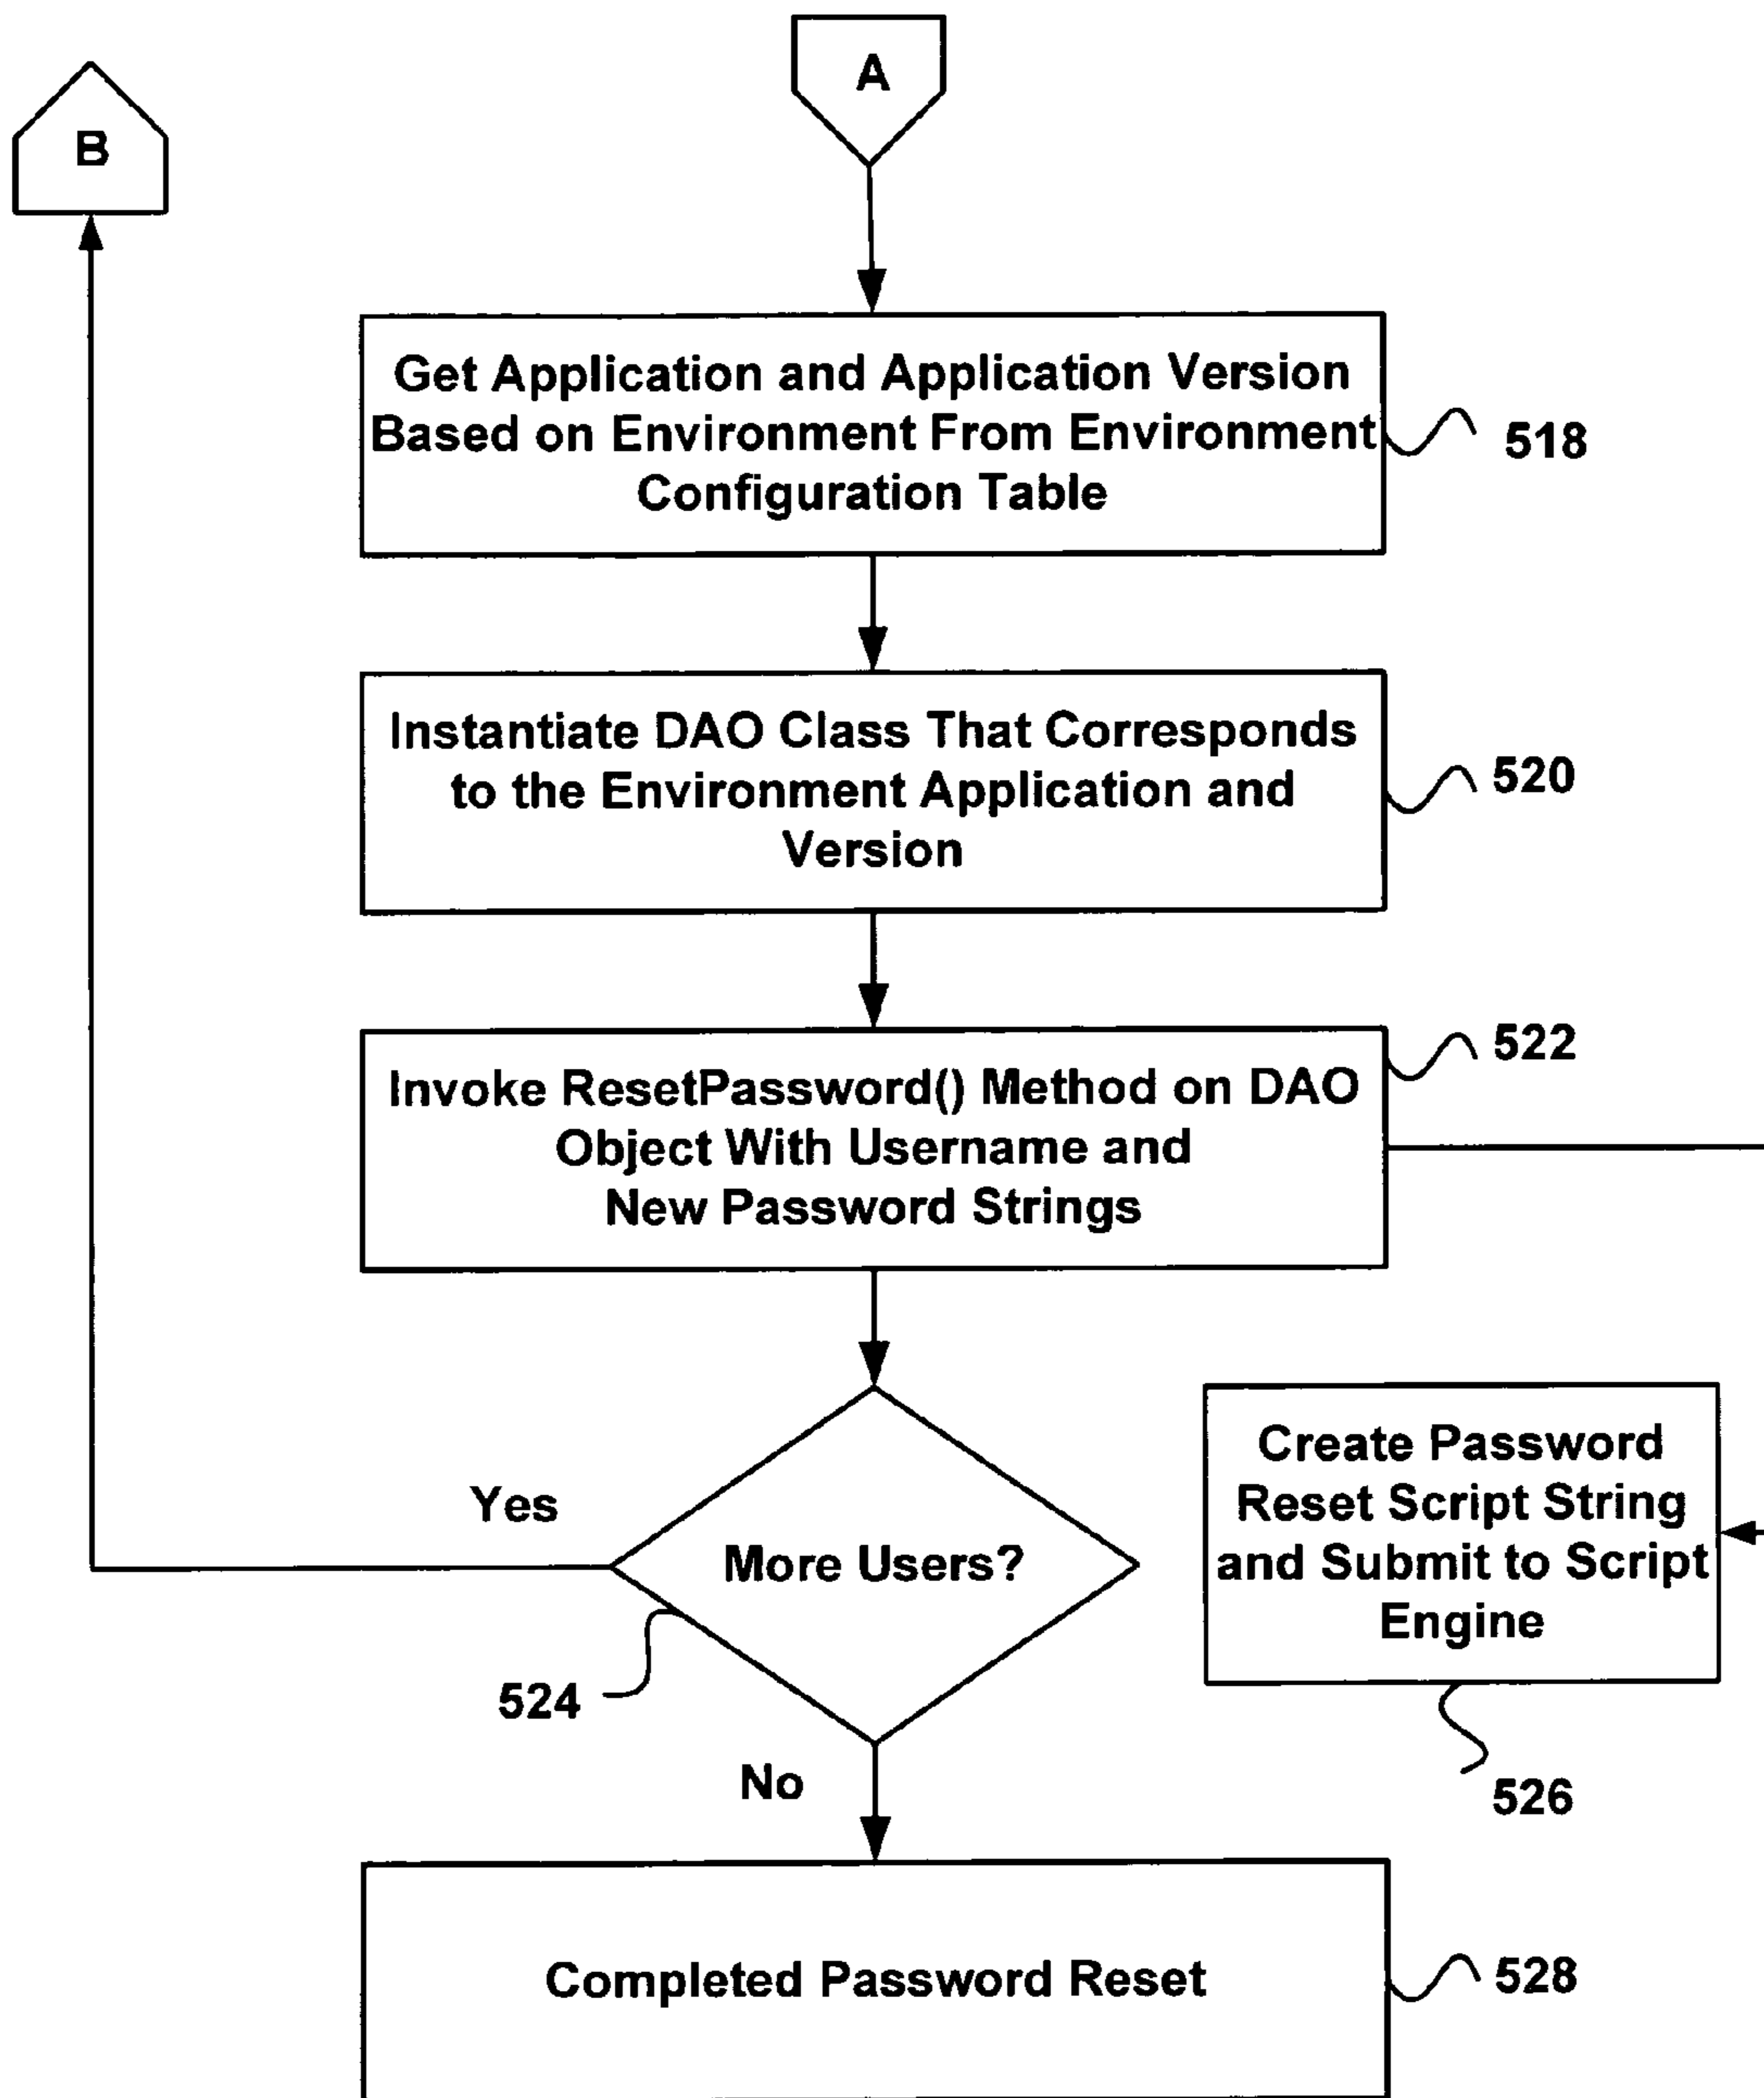 A
B
Get Application and Application Version
Based on Environment From Environment
Configuration Table
518
Instantiate DAO Class That Corresponds
to the Environment Application and
Version
520
522
Invoke ResetPassword() Method on DAO
Object With Username and
New Password Strings
Yes
More Users?
Create Password
Reset Script String
and Submit to Script
Engine
524
No
526
Completed Password Reset
528